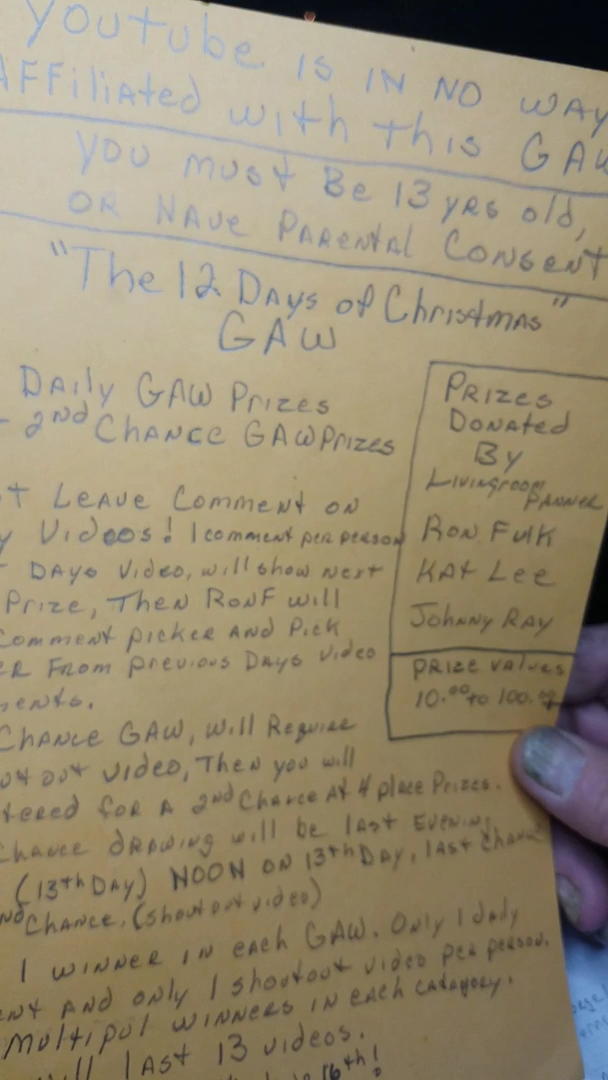 Youtube is IN NO WAY
AFFiliated with this GAW
YOU must Be 13 yrs old,
OR HAve PARental Consent
"The 12 DAys of Christmas"
GAW
DAily GAW Prizes
- 2nd CHANCE GAW PRizes
PRizes
DonAted
By
Livingroom
PANNER
Ron Fulk
KAt Lee
Johnny RAy
PRize values
10.00 to 100.00
LEAve Comment on
Videos! 1 comment per person
DAys Video, will show Next
Prize, Then RonF will
Comment picker AND Pick
From previous DAys video
CHANCE GAW, will Require
out video, Then you will
FoR A 2nd Chance At 4 place Prizes.
Chance drawing will be last Evening
(13th DAy) NOON ON 13th DAy, last Chance
Chance. (shoutout video)
1 winner in each GAW. Only 1 daily
AND only 1 shoutout video per person.
Multipul winners in each catagory.
last 13 videos.
16th!